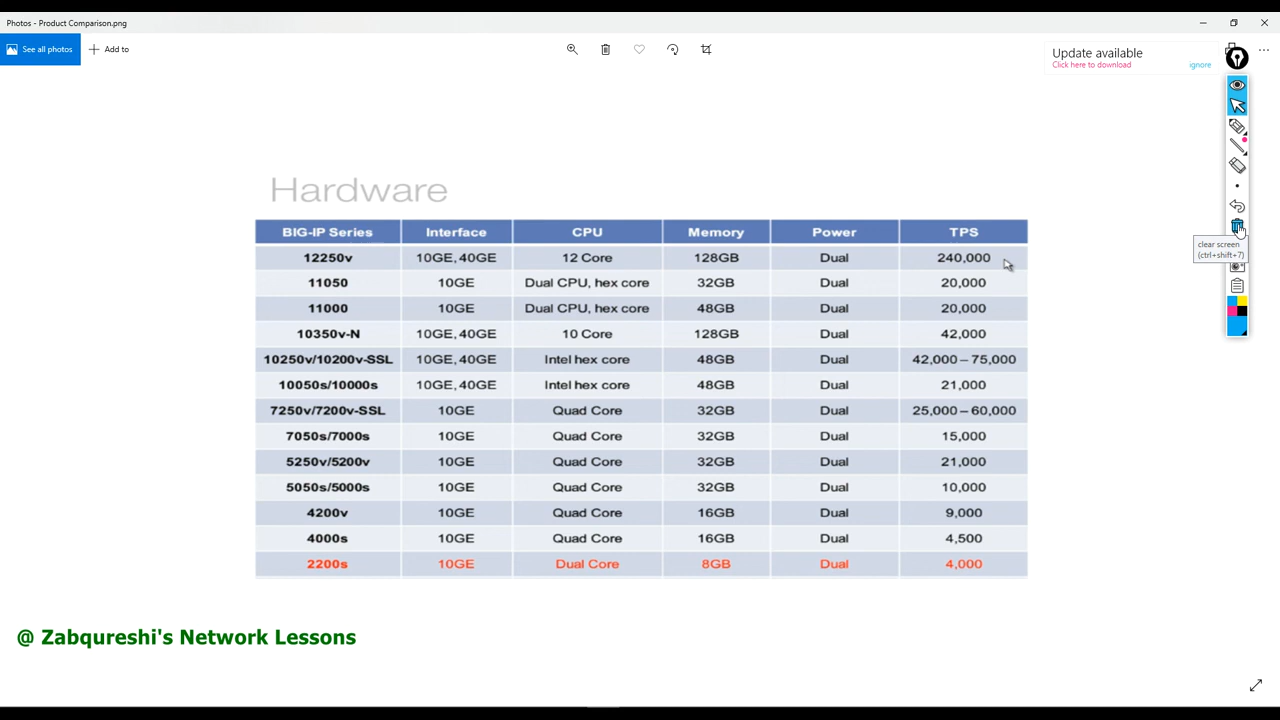 Photos - Product Comparison.png
See all photos
Add to
Update available
Click here to download
ignore
clear screen
(ctrl+shift+7)
Hardware
BIG-IP Series Interface CPU Memory Power TPS
12250v 10GE, 40GE 12 Core 128GB Dual 240,000
11050 10GE Dual CPU, hex core 32GB Dual 20,000
11000 10GE Dual CPU, hex core 48GB Dual 20,000
10350v-N 10GE, 40GE 10 Core 128GB Dual 42,000
10250v/10200v-SSL 10GE, 40GE Intel hex core 48GB Dual 42,000 – 75,000
10050s/10000s 10GE, 40GE Intel hex core 48GB Dual 21,000
7250v/7200v-SSL 10GE Quad Core 32GB Dual 25,000 – 60,000
7050s/7000s 10GE Quad Core 32GB Dual 15,000
5250v/5200v 10GE Quad Core 32GB Dual 21,000
5050s/5000s 10GE Quad Core 32GB Dual 10,000
4200v 10GE Quad Core 16GB Dual 9,000
4000s 10GE Quad Core 16GB Dual 4,500
2200s 10GE Dual Core 8GB Dual 4,000
@ Zabqureshi's Network Lessons